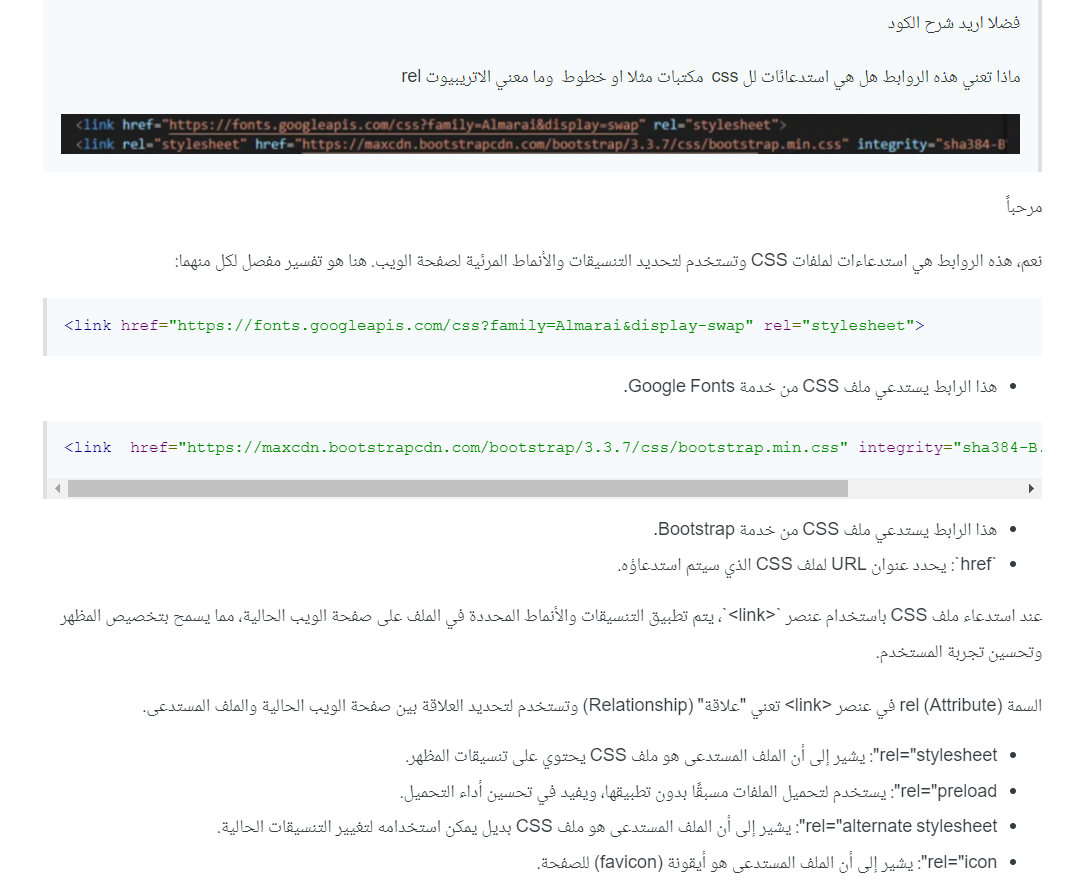 فضلا اريد شرح الكود
ماذا تعني هذه الروابط هل هي استدعائات لل css مكتبات مثلا او خطوط وما معني الاتريبيوت rel
<link href="https://fonts.googleapis.com/css?family=Almarai&display=swap" rel="stylesheet">
<link rel="stylesheet" href="https://maxcdn.bootstrapcdn.com/bootstrap/3.3.7/css/bootstrap.min.css" integrity="sha384-B
مرحباً
نعم، هذه الروابط هي استدعاءات لملفات CSS وتستخدم لتحديد التنسيقات والأنماط المرئية لصفحة الويب. هنا هو تفسير مفصل لكل منهما:
<link href="https://fonts.googleapis.com/css?family=Almarai&display-swap" rel="stylesheet">
• هذا الرابط يستدعي ملف CSS من خدمة Google Fonts.
<link  href="https://maxcdn.bootstrapcdn.com/bootstrap/3.3.7/css/bootstrap.min.css" integrity="sha384-B.
• هذا الرابط يستدعي ملف CSS من خدمة Bootstrap.
• `href`: يحدد عنوان URL لملف CSS الذي سيتم استدعاؤه.
عند استدعاء ملف CSS باستخدام عنصر `<link>`، يتم تطبيق التنسيقات والأنماط المحددة في الملف على صفحة الويب الحالية، مما يسمح بتخصيص المظهر
وتحسين تجربة المستخدم.
السمة (Attribute) rel في عنصر <link> تعني "علاقة" (Relationship) وتستخدم لتحديد العلاقة بين صفحة الويب الحالية والملف المستدعى.
• rel="stylesheet": يشير إلى أن الملف المستدعى هو ملف CSS يحتوي على تنسيقات المظهر.
• rel="preload": يستخدم لتحميل الملفات مسبقًا بدون تطبيقها، ويفيد في تحسين أداء التحميل.
• rel="alternate stylesheet": يشير إلى أن الملف المستدعى هو ملف CSS بديل يمكن استخدامه لتغيير التنسيقات الحالية.
• rel="icon": يشير إلى أن الملف المستدعى هو أيقونة (favicon) للصفحة.